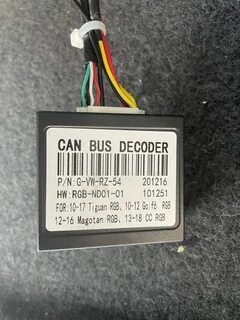 CAN BUS DECODER
P/N:G-VW-RZ-54 201216
HW:RGB-ND01-01 101251
FOR:10-17 Tiguan RGB、10-12 Golf6 RGB
12-16 Magotan RGB、13-18 CC RGB